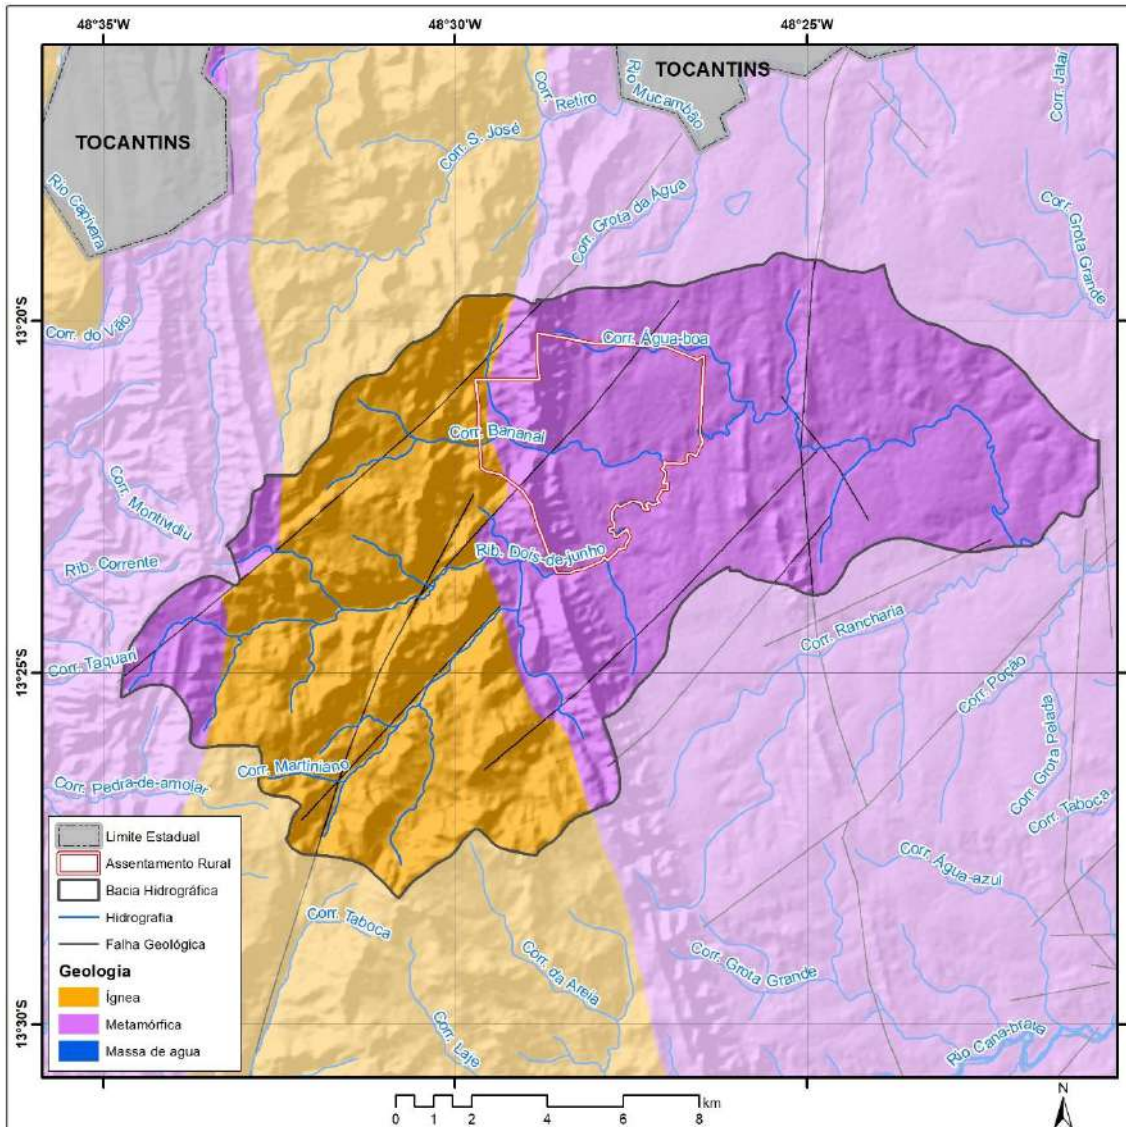 48°35'W
48°30'W
48°25'W
TOCANTINS
Rio Mucambão
Corr. Retiro
Corr. Jataí
TOCANTINS
Corr. S. José
Rio Capivara
Corr. Grota da Água
Corr. Grota Grande
13°20'S
Corr. do Vão
Corr. Água-boa
Corr. Bananal
Corr. Montividiu
Rib. Dois-de-junho
Rib. Corrente
Corr. Rancharia
13°25'S
Corr. Taquari
Corr. Poção
Corr. Grota Pelada
Corr. Martiniano
Corr. Pedra-de-amolar
Corr. Taboca
Limite Estadual
Assentamento Rural
Bacia Hidrográfica
Hidrografia
Falha Geológica
Geologia
Ígnea
Metamórfica
Massa de agua
Corr. Água-azul
Corr. Taboca
Corr. da Areia
Corr. Grota Grande
Corr. Laje
Rio Cana-brata
13°30'S
N
km
0 1 2 4 6 8